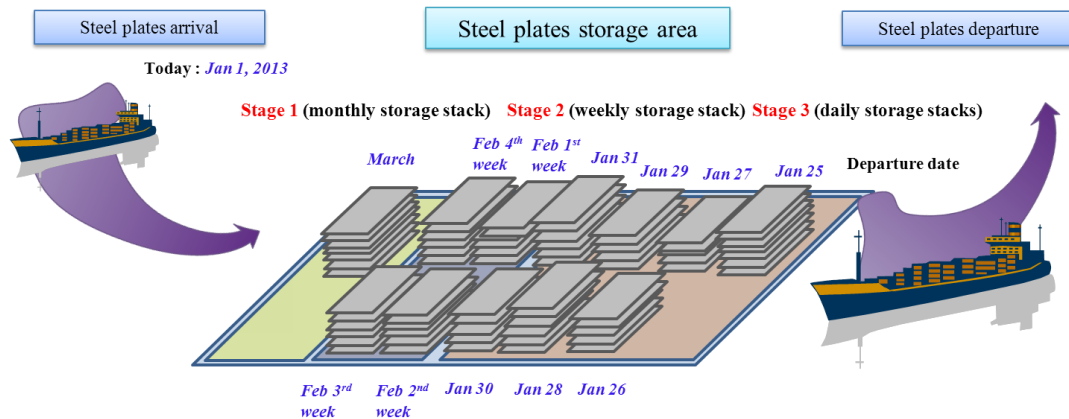 Steel plates arrival
Steel plates storage area
Steel plates departure
Today : Jan 1, 2013
Stage 1 (monthly storage stack)
Stage 2 (weekly storage stack)
Stage 3 (daily storage stacks)
March
Feb 4th
week
Feb 1st
week
Jan 31
Jan 29
Jan 27
Jan 25
Departure date
Feb 3rd
week
Feb 2nd
week
Jan 30
Jan 28
Jan 26